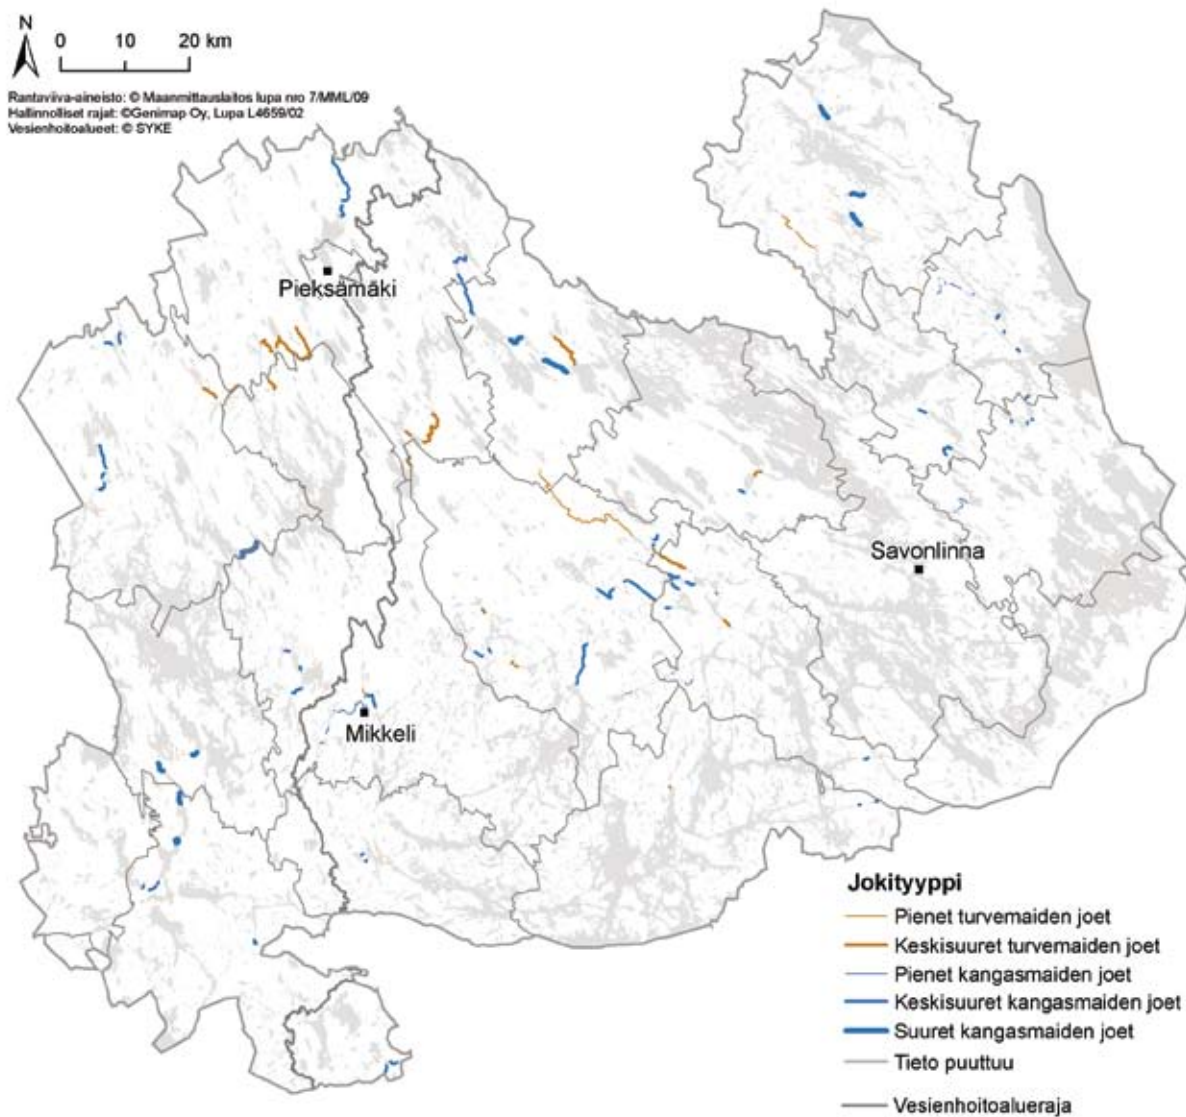 N
0 10 20 km
Rantaviiva-aineisto: © Maanmittauslaitos lupa nro 7/MML/09
Hallinnolliset rajat: ©Genimap Oy, Lupa L4659/02
Vesienhoitoalueet: © SYKE
Pieksämäki
Savonlinna
Mikkeli
Jokityyppi
Pienet turvemaiden joet
Keskisuuret turvemaiden joet
Pienet kangasmaiden joet
Keskisuuret kangasmaiden joet
Suuret kangasmaiden joet
Tieto puuttuu
Vesienhoitoalueraja